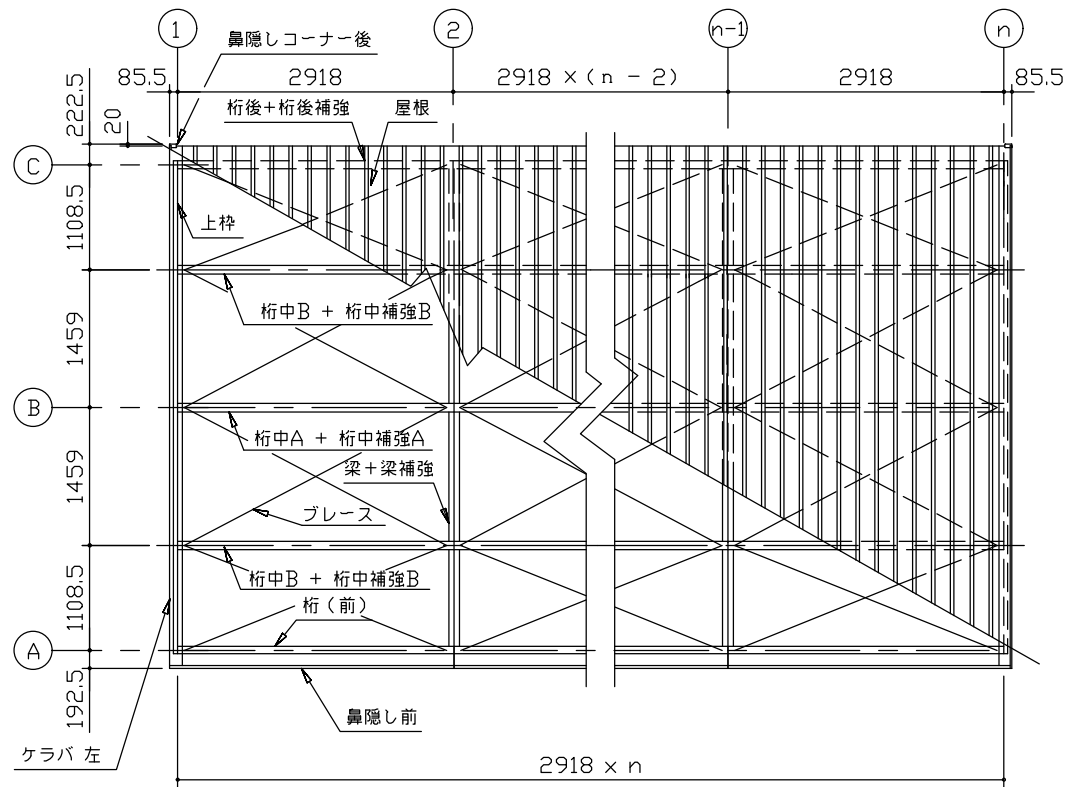 1
2
n-1
n
鼻隠しコーナー後
85.5
2918
2918 × (n - 2)
2918
85.5
222.5
20
桁後+桁後補強
屋根
C
1108.5
上枠
桁中B + 桁中補強B
1459
B
桁中A + 桁中補強A
梁+梁補強
1459
ブレース
桁中B + 桁中補強B
1108.5
桁(前)
A
192.5
鼻隠し前
ケラバ 左
2918 × n